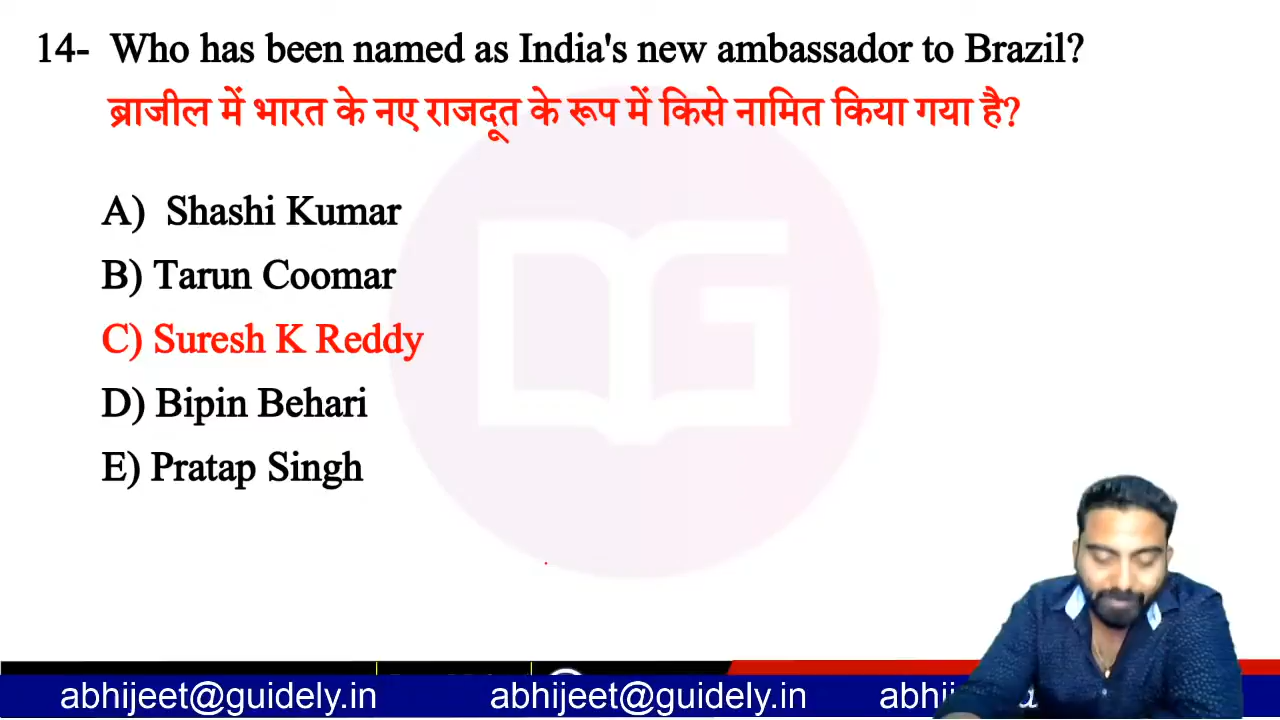 14- Who has been named as India's new ambassador to Brazil?
ब्राजील में भारत के नए राजदूत के रूप में किसे नामित किया गया है?
A) Shashi Kumar
B) Tarun Coomar
C) Suresh K Reddy
D) Bipin Behari
E) Pratap Singh
abhijeet@guidely.in abhijeet@guidely.in